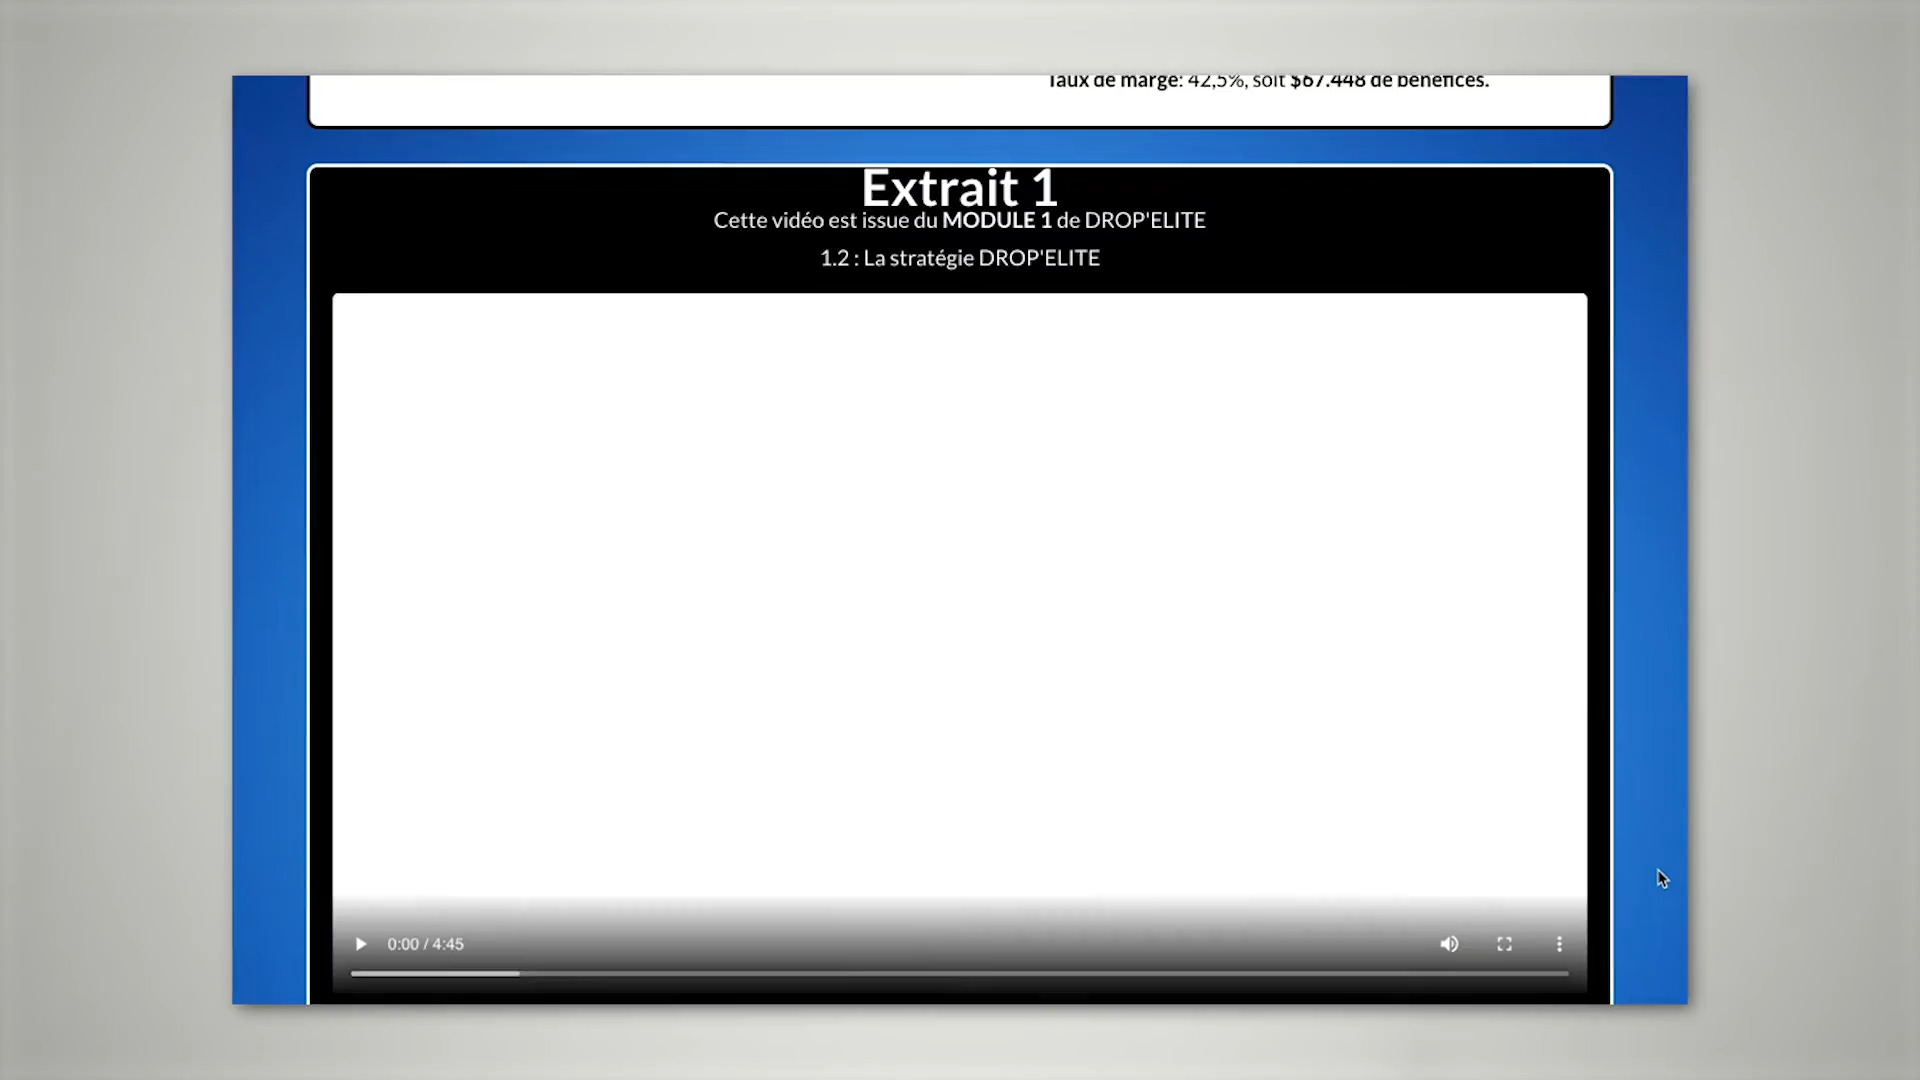 Taux de marge: 42,5%, soit $67.448 de bénéfices.
Extrait 1
Cette vidéo est issue du MODULE 1 de DROP'ELITE
1.2 : La stratégie DROP'ELITE
0:00 / 4:45